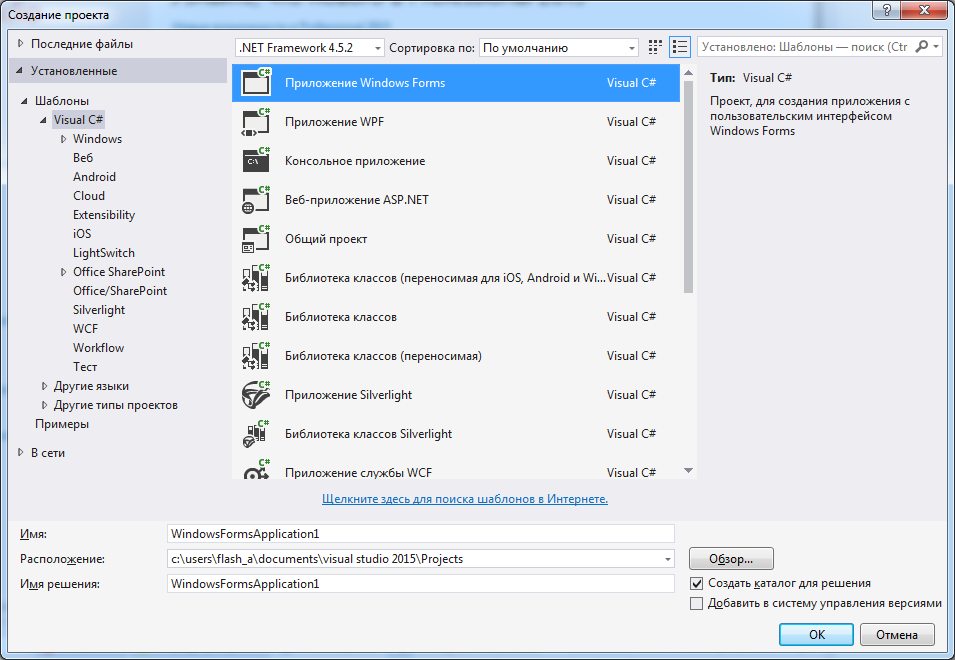 Создание проекта
Последние файлы
Установленные
Шаблоны
Visual C#
Windows
Веб
Android
Cloud
Extensibility
iOS
LightSwitch
Office SharePoint
Office/SharePoint
Silverlight
WCF
Workflow
Тест
Другие языки
Другие типы проектов
Примеры
В сети
.NET Framework 4.5.2
Сортировка по:
По умолчанию
Установлено: Шаблоны — поиск (Ctr
Приложение Windows Forms Visual C#
Приложение WPF Visual C#
Консольное приложение Visual C#
Веб-приложение ASP.NET Visual C#
Общий проект Visual C#
Библиотека классов (переносимая для iOS, Android и Wi... Visual C#
Библиотека классов Visual C#
Библиотека классов (переносимая) Visual C#
Приложение Silverlight Visual C#
Библиотека классов Silverlight Visual C#
Приложение службы WCF Visual C#
Щелкните здесь для поиска шаблонов в Интернете.
Тип: Visual C#
Проект, для создания приложения с
пользовательским интерфейсом
Windows Forms
Имя: WindowsFormsApplication1
Расположение: c:\users\flash_a\documents\visual studio 2015\Projects
Обзор...
Имя решения: WindowsFormsApplication1
Создать каталог для решения
Добавить в систему управления версиями
OK
Отмена